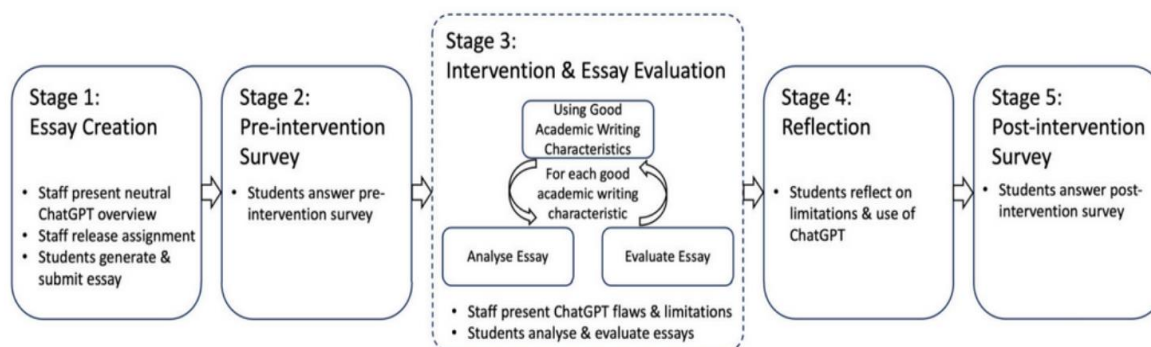 Stage 1:
Essay Creation
• Staff present neutral
ChatGPT overview
• Staff release assignment
• Students generate &
submit essay
Stage 2:
Pre-intervention
Survey
• Students answer pre-
intervention survey
Stage 3:
Intervention & Essay Evaluation
Using Good
Academic Writing
Characteristics
For each good
academic writing
characteristic
Analyse Essay
Evaluate Essay
• Staff present ChatGPT flaws & limitations
• Students analyse & evaluate essays
Stage 4:
Reflection
• Students reflect on
limitations & use of
ChatGPT
Stage 5:
Post-intervention
Survey
• Students answer post-
intervention survey